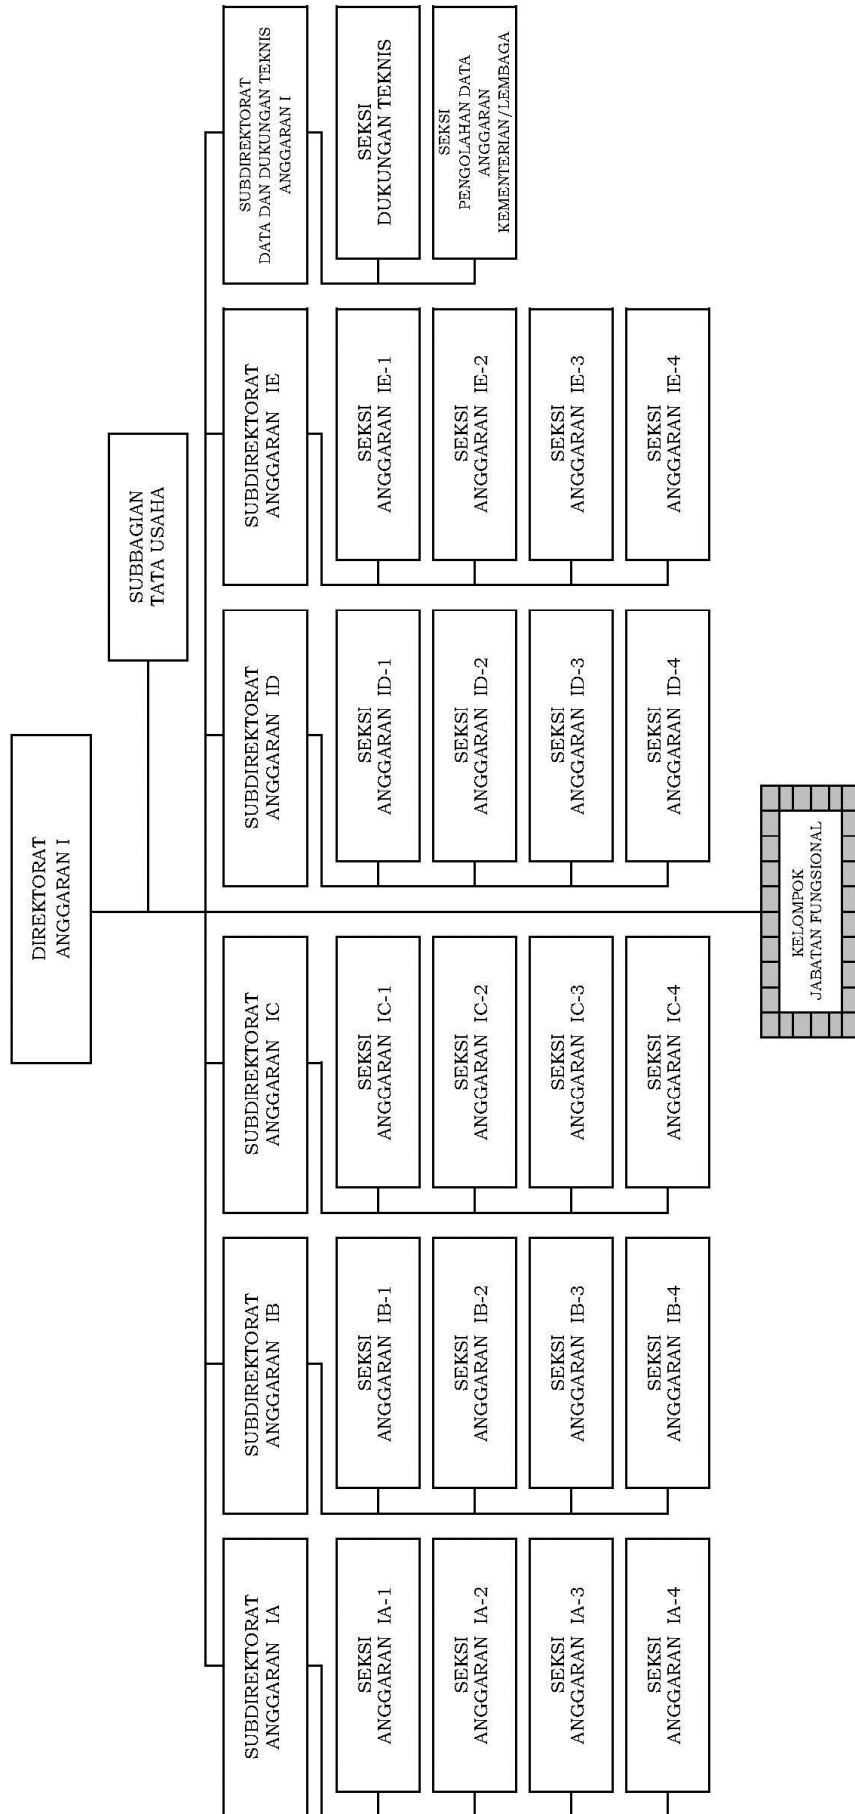 DIREKTORAT
ANGGARAN I
SUBBAGIAN
TATA USAHA
SUBDIREKTORAT
ANGGARAN IA
SUBDIREKTORAT
ANGGARAN IB
SUBDIREKTORAT
ANGGARAN IC
SUBDIREKTORAT
ANGGARAN ID
SUBDIREKTORAT
ANGGARAN IE
SUBDIREKTORAT
DATA DAN DUKUNGAN TEKNIS
ANGGARAN I
SEKSI
ANGGARAN IA-1
SEKSI
ANGGARAN IB-1
SEKSI
ANGGARAN IC-1
SEKSI
ANGGARAN ID-1
SEKSI
ANGGARAN IE-1
SEKSI
DUKUNGAN TEKNIS
SEKSI
ANGGARAN IA-2
SEKSI
ANGGARAN IB-2
SEKSI
ANGGARAN IC-2
SEKSI
ANGGARAN ID-2
SEKSI
ANGGARAN IE-2
SEKSI
PENGOLAHAN DATA
ANGGARAN
KEMENTERIAN/LEMBAGA
SEKSI
ANGGARAN IA-3
SEKSI
ANGGARAN IB-3
SEKSI
ANGGARAN IC-3
SEKSI
ANGGARAN ID-3
SEKSI
ANGGARAN IE-3
SEKSI
ANGGARAN IA-4
SEKSI
ANGGARAN IB-4
SEKSI
ANGGARAN IC-4
SEKSI
ANGGARAN ID-4
SEKSI
ANGGARAN IE-4
KELOMPOK
JABATAN FUNGSIONAL